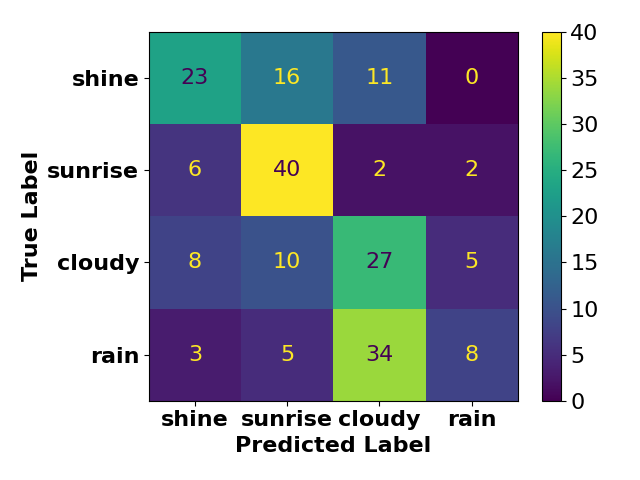 shine 23 16 11 0
sunrise 6 40 2 2
cloudy 8 10 27 5
rain 3 5 34 8
shine sunrise cloudy rain
Predicted Label
True Label
40
35
30
25
20
15
10
5
0